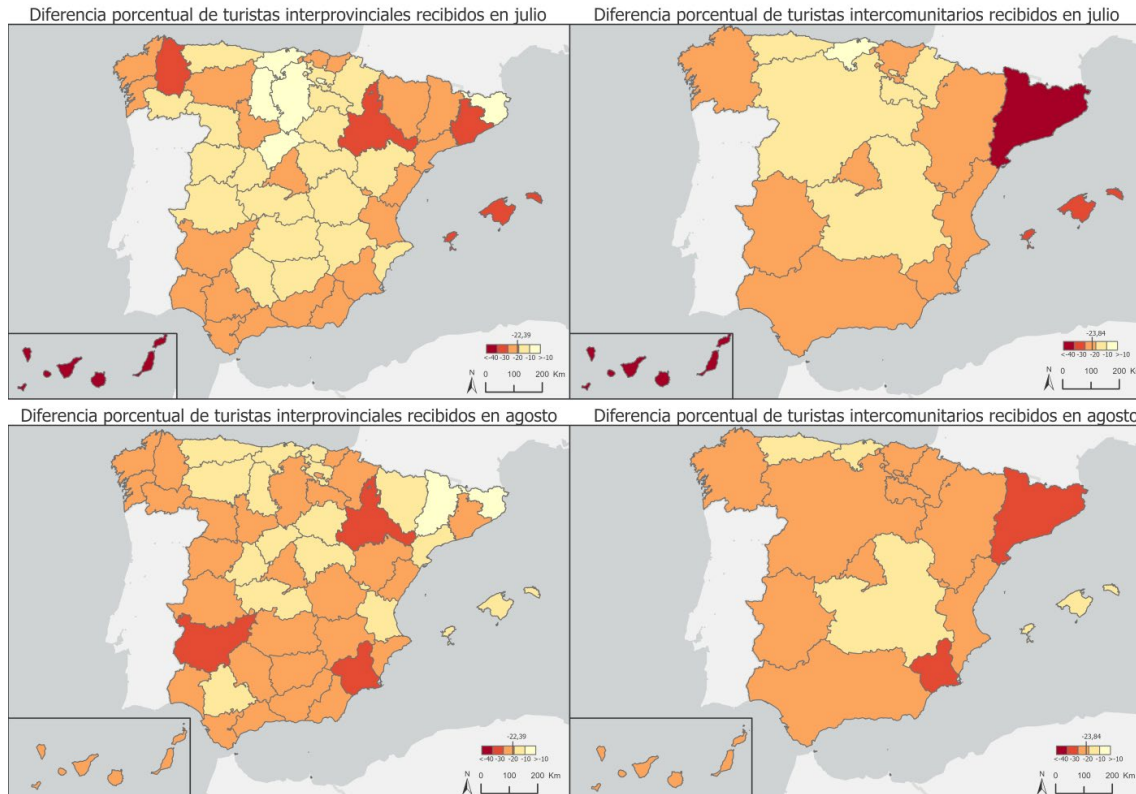 Diferencia porcentual de turistas interprovinciales recibidos en julio
-22,39
<-40 -30 -20 -10 >-10
N
0 100 200 Km
Diferencia porcentual de turistas intercomunitarios recibidos en julio
-23,84
<-40 -30 -20 -10 >-10
N
0 100 200 Km
Diferencia porcentual de turistas interprovinciales recibidos en agosto
-22,39
<-40 -30 -20 -10 >-10
N
0 100 200 Km
Diferencia porcentual de turistas intercomunitarios recibidos en agosto
-23,84
<-40 -30 -20 -10 >-10
N
0 100 200 Km